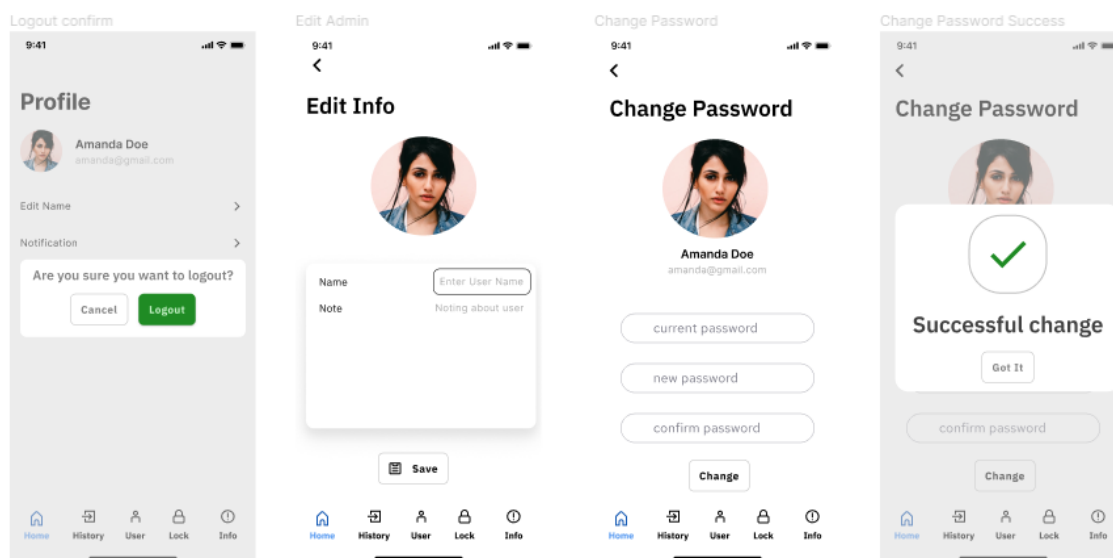 Logout confirm
9:41
Profile
Amanda Doe
amanda@gmail.com
Edit Name
Notification
Are you sure you want to logout?
Cancel
Logout
Home
History
User
Lock
Info
Edit Admin
9:41
Edit Info
Name
Enter User Name
Note
Noting about user
Save
Home
History
User
Lock
Info
Change Password
9:41
Change Password
Amanda Doe
amanda@gmail.com
current password
new password
confirm password
Change
Home
History
User
Lock
Info
Change Password Success
9:41
Change Password
Successful change
Got It
confirm password
Change
Home
History
User
Lock
Info